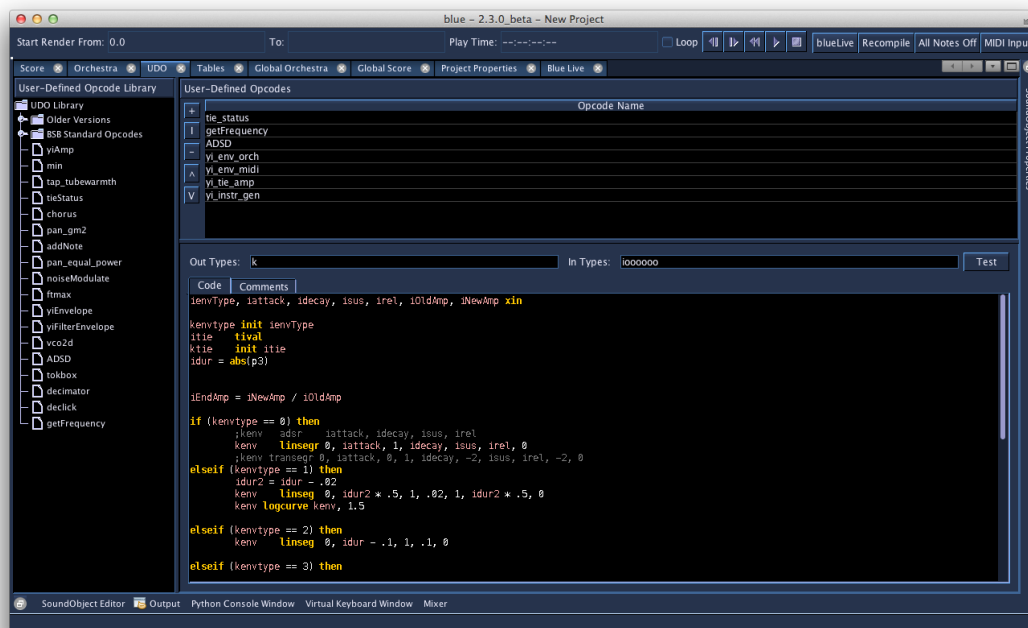 blue – 2.3.0_beta – New Project
Start Render From: 0.0 To: Play Time: --:--:--:-- Loop blueLive Recompile All Notes Off MIDI Inpu
Score Orchestra UDO Tables Global Orchestra Global Score Project Properties Blue Live
User-Defined Opcode Library
UDO Library
Older Versions
BSB Standard Opcodes
yiAmp
min
tap_tubewarmth
tieStatus
chorus
pan_gm2
addNote
pan_equal_power
noiseModulate
ftmax
yiEnvelope
yiFilterEnvelope
vco2d
ADSD
tokbox
decimator
declick
getFrequency
User-Defined Opcodes
Opcode Name
+
I
–
^
V
tie_status
getFrequency
ADSD
yi_env_orch
yi_env_midi
yi_tie_amp
yi_instr_gen
Out Types: k In Types: ioooooo Test
Code Comments
ienvType, iattack, idecay, isus, irel, iOldAmp, iNewAmp xin
kenvtype init ienvType
itie tival
ktie init itie
idur = abs(p3)
iEndAmp = iNewAmp / iOldAmp
if (kenvtype == 0) then
;kenv adsr iattack, idecay, isus, irel
kenv linsegr 0, iattack, 1, idecay, isus, irel, 0
;kenv transegr 0, iattack, 0, 1, idecay, -2, isus, irel, -2, 0
elseif (kenvtype == 1) then
idur2 = idur - .02
kenv linseg 0, idur2 * .5, 1, .02, 1, idur2 * .5, 0
kenv logcurve kenv, 1.5
elseif (kenvtype == 2) then
kenv linseg 0, idur - .1, 1, .1, 0
elseif (kenvtype == 3) then
SoundObject Editor Output Python Console Window Virtual Keyboard Window Mixer